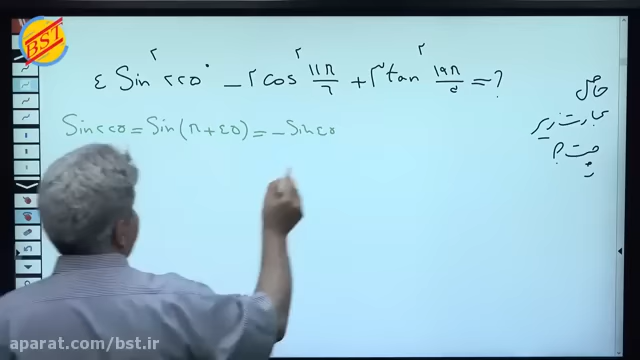 BST
۴ Sin² ۲۲۵° − ۲ cos² ۱۱π/۶ + ۳ tan² ۱۹π/۴ = ?
حاصل
عبارت زیر
چیست ؟
Sin ۲۲۵ = Sin(π + ۴۵) = − Sin ۴۵
aparat.com/bst.ir